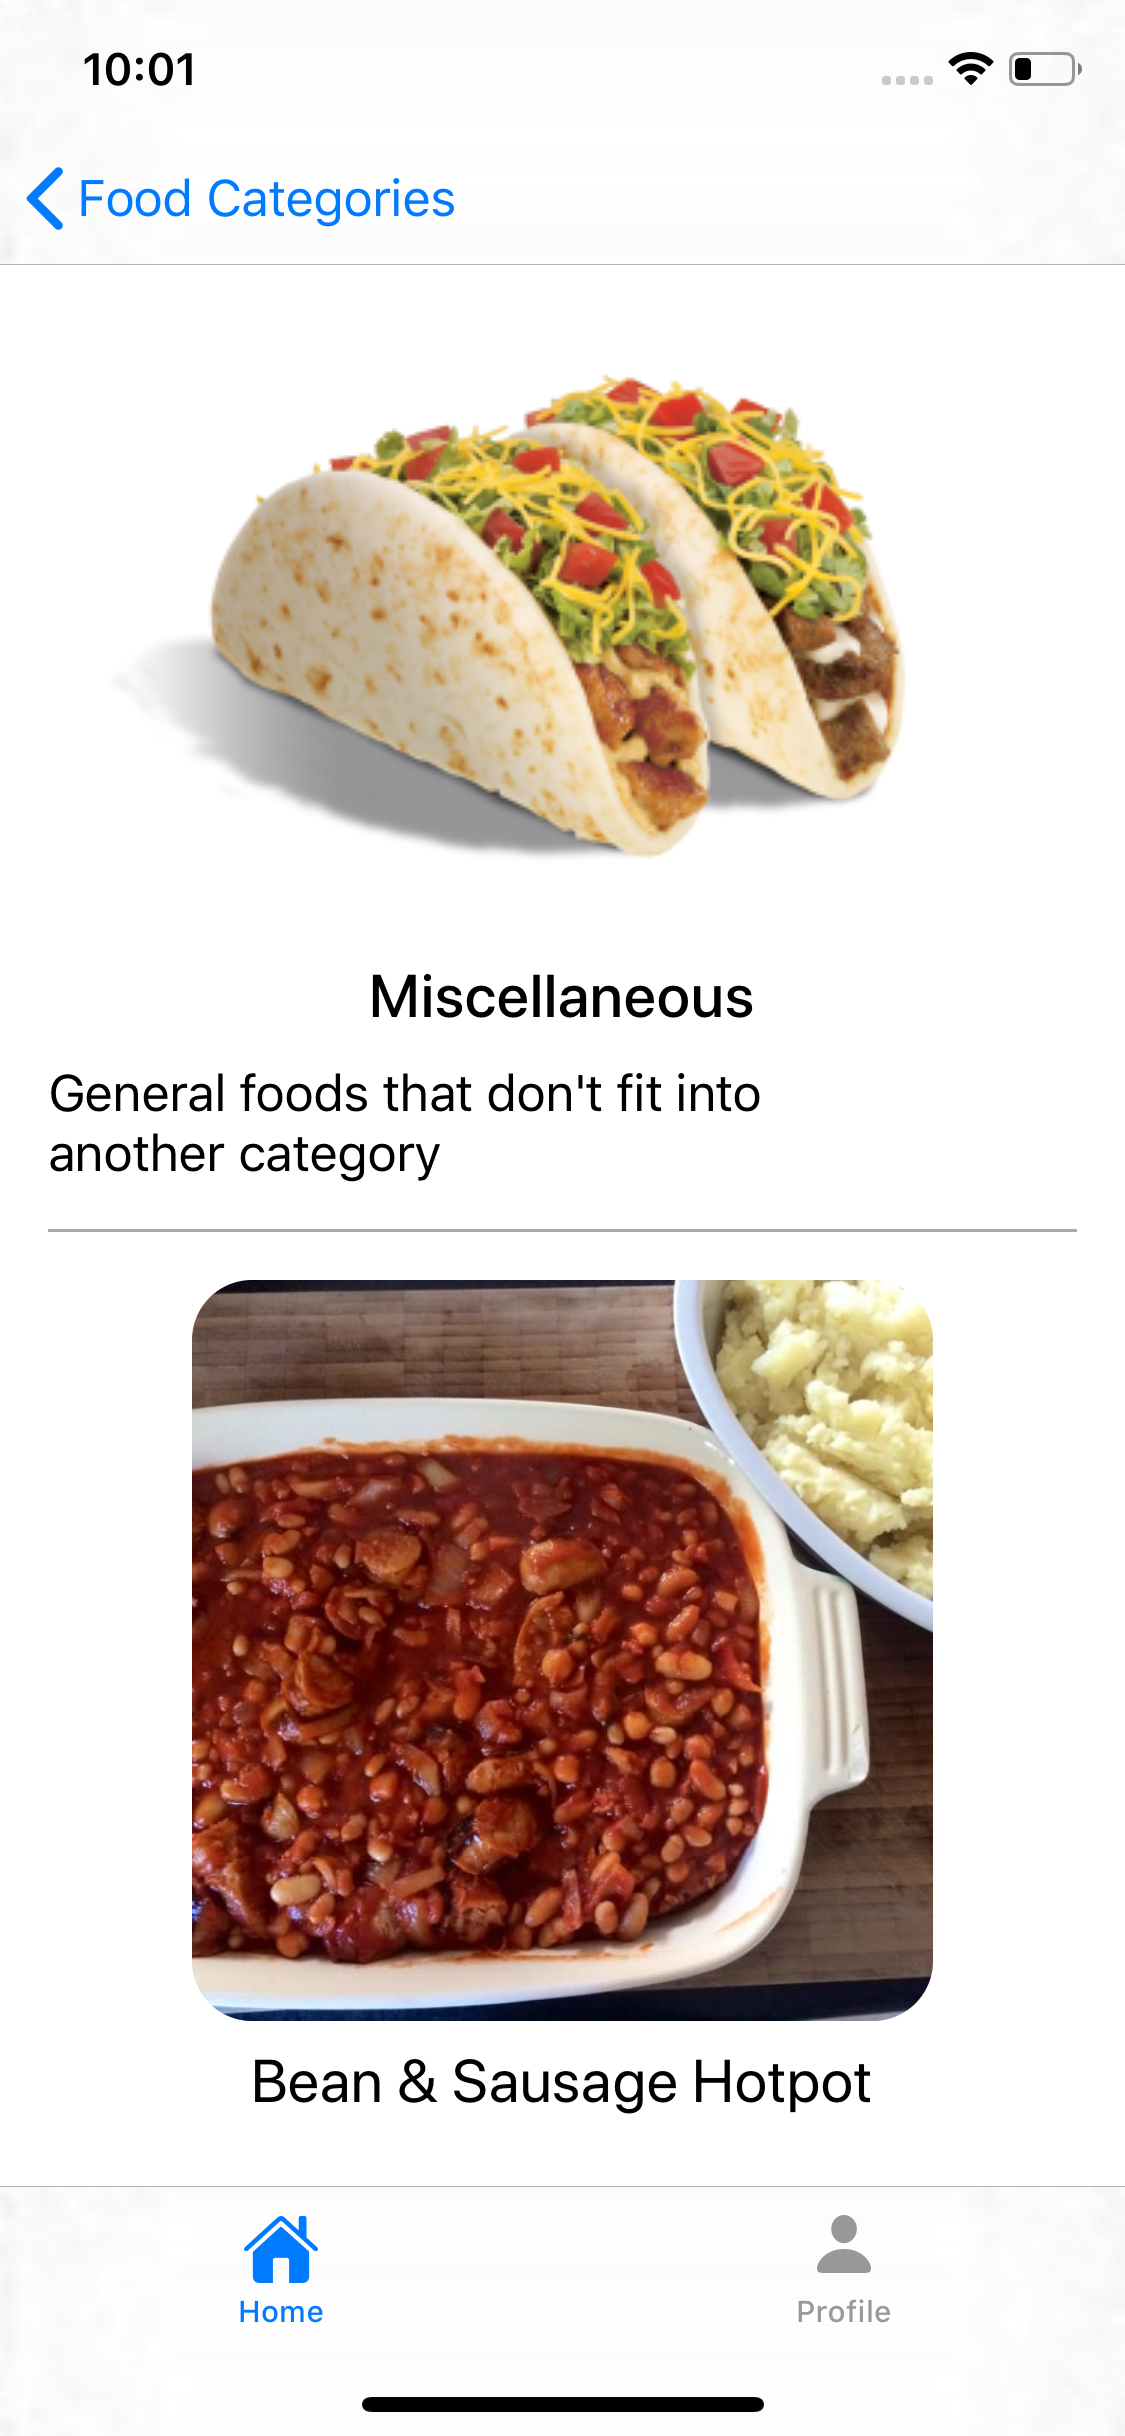 10:01
Food Categories
Miscellaneous
General foods that don't fit into
another category
Bean & Sausage Hotpot
Home
Profile